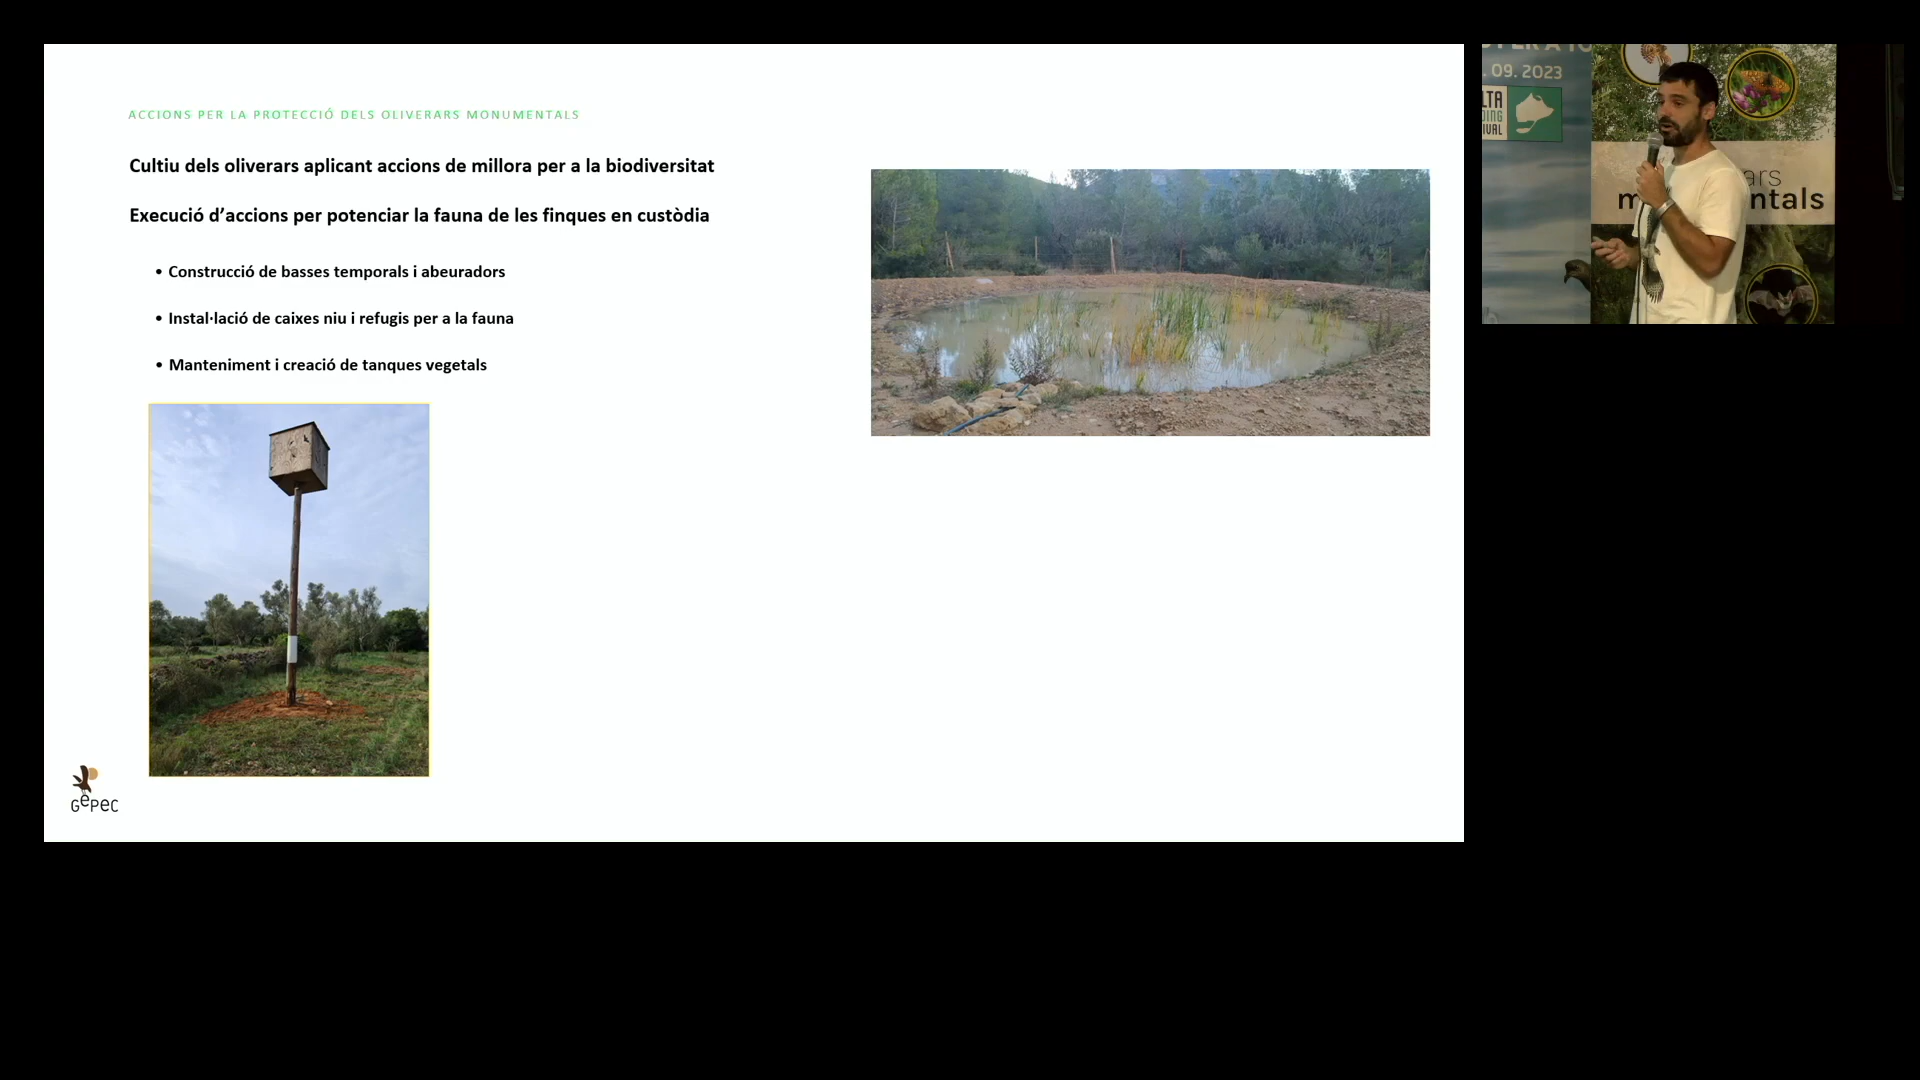 ACCIONS PER LA PROTECCIÓ DELS OLIVERARS MONUMENTALS
Cultiu dels oliverars aplicant accions de millora per a la biodiversitat
Execució d’accions per potenciar la fauna de les finques en custòdia
• Construcció de basses temporals i abeuradors
• Instal·lació de caixes niu i refugis per a la fauna
• Manteniment i creació de tanques vegetals
GePeC
09. 2023